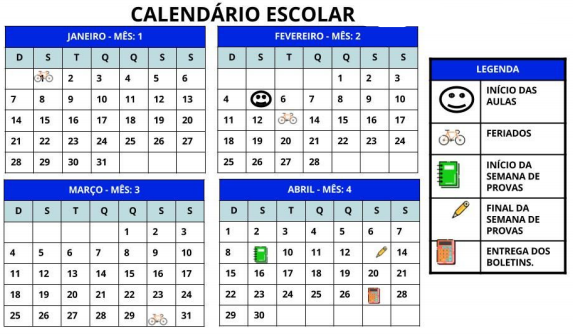 CALENDÁRIO ESCOLAR
JANEIRO - MÊS: 1
D S T Q Q S S
1 2 3 4 5 6
7 8 9 10 11 12 13
14 15 16 17 18 19 20
21 22 23 24 25 26 27
28 29 30 31
FEVEREIRO - MÊS: 2
D S T Q Q S S
1 2 3
4 6 7 8 9 10
11 12 14 15 16 17
18 19 20 21 22 23 24
25 26 27 28
MARÇO - MÊS: 3
D S T Q Q S S
1 2 3
4 5 6 7 8 9 10
11 12 13 14 15 16 17
18 19 20 21 22 23 24
25 26 27 28 29 31
ABRIL - MÊS: 4
D S T Q Q S S
1 2 3 4 5 6 7
8 10 11 12 14
15 16 17 18 19 20 21
22 23 24 25 26 28
29 30
LEGENDA
INÍCIO DAS
AULAS
FERIADOS
INÍCIO DA
SEMANA DE
PROVAS
FINAL DA
SEMANA DE
PROVAS
ENTREGA DOS
BOLETINS.